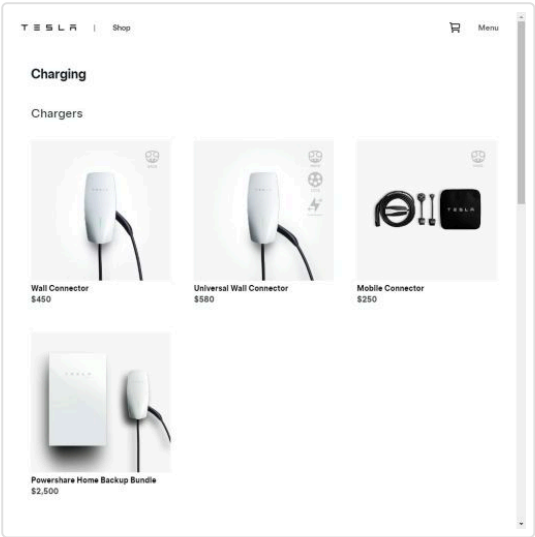 TESLA | Shop
Menu
Charging
Chargers
Wall Connector
$450
Universal Wall Connector
$580
Mobile Connector
$250
TESLA
Powershare Home Backup Bundle
$2,500